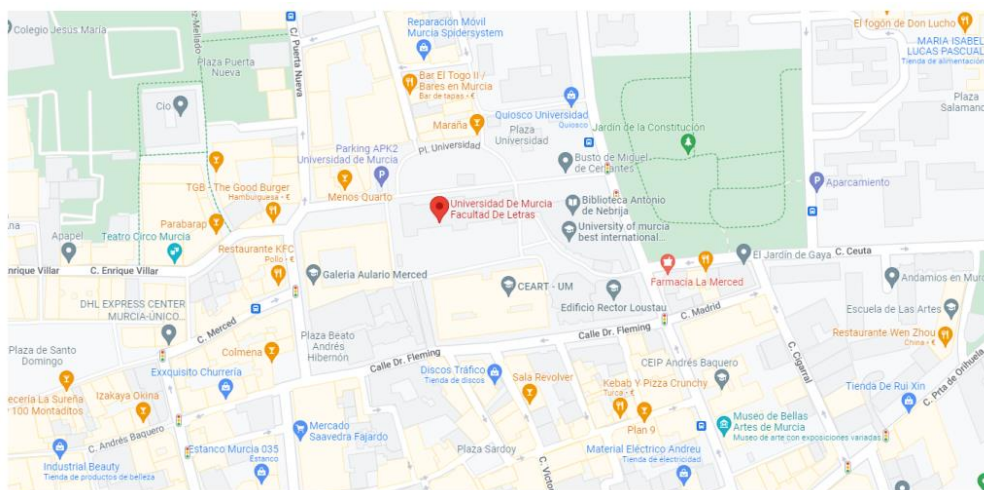 Colegio Jesús María
Plaza Puerta
Nueva
C/ Puerta Nueva
Reparación Móvil
Murcia Spidersystem
El fogón de Don Lucho
MARIA ISABEL
LUCAS PASCUAL
Tienda de alimentación
Bar El Togo II /
Bares en Murcia
Bar de tapas - €
Plaza
Salamanc
Cio
Quiosco Universidad
Quiosco
Maraña
Plaza
Universidad
Jardín de la Constitución
Parking APK2
Universidad de Murcia
PL Universidad
Busto de Miguel
de Cervantes
TGB - The Good Burger
Hamburguesa - €
Menos Quarto
Universidad De Murcia
Facultad De Letras
Biblioteca Antonio
de Nebrija
Aparcamiento
Parabarap
University of murcia
best international...
Apapel
Teatro Circo Murcia
Restaurante KFC
Pollo - €
El Jardín de Gaya
C. Ceuta
nrique Villar
C. Enrique Villar
Galeria Aulario Merced
CEART - UM
Farmacia La Merced
Andamios en Murc
DHL EXPRESS CENTER
MURCIA-ÚNICO...
Edificio Rector Loustau
C. Madrid
Escuela de Las Artes
C. Merced
Plaza Beato
Andrés
Hibernón
Calle Dr. Fleming
Restaurante Wen Zhou
China - €
Plaza de Santo
Domingo
Colmena
Calle Dr. Fleming
C. Cigarral
C. Prta de Orihuela
Exxquisito Churrería
Discos Tráfico
Tienda de discos
Sala Revolver
CEIP Andrés Baquero
Kebab Y Pizza Crunchy
Turca - €
Tienda De Rui Xin
ecería La Sureña
100 Montaditos
Izakaya Okina
Mercado
Saavedra Fajardo
Plan 9
Museo de Bellas
Artes de Murcia
Museo de arte con exposiciones variadas
C. Andrés Baquero
Estanco Murcia 035
Estanco
Plaza Sardoy
Material Eléctrico Andreu
Tienda de electricidad
Industrial Beauty
Tienda de productos de belleza
C. Victo